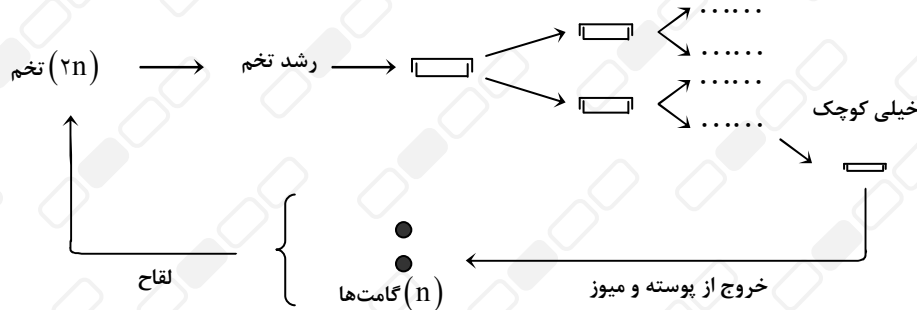 تخم (۲n)
رشد تخم
......
......
......
......
خیلی کوچک
خروج از پوسته و میوز
گامت‌ها (n)
لقاح